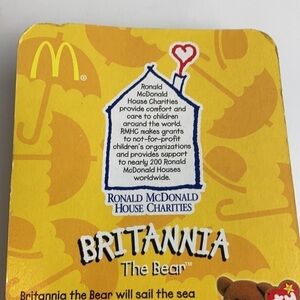 Ronald
McDonald
House Charities
provide comfort and
care to children
around the world.
RMHC makes grants
to not-for-profit
children's organizations
and provides support
to nearly 200 Ronald
McDonald Houses
worldwide.
RONALD MCDONALD
HOUSE CHARITIES
BRITANNIA
The Bear™
Britannia the Bear will sail the sea